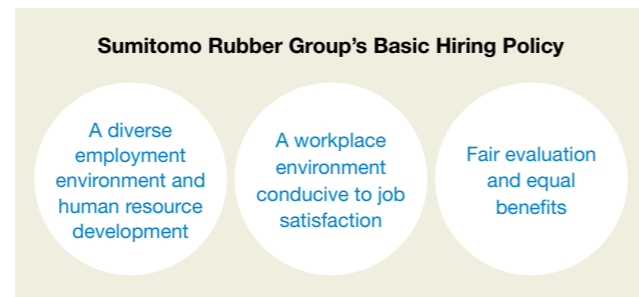 Sumitomo Rubber Group's Basic Hiring Policy
A diverse
employment
environment and
human resource
development
A workplace
environment
conducive to job
satisfaction
Fair evaluation
and equal
benefits